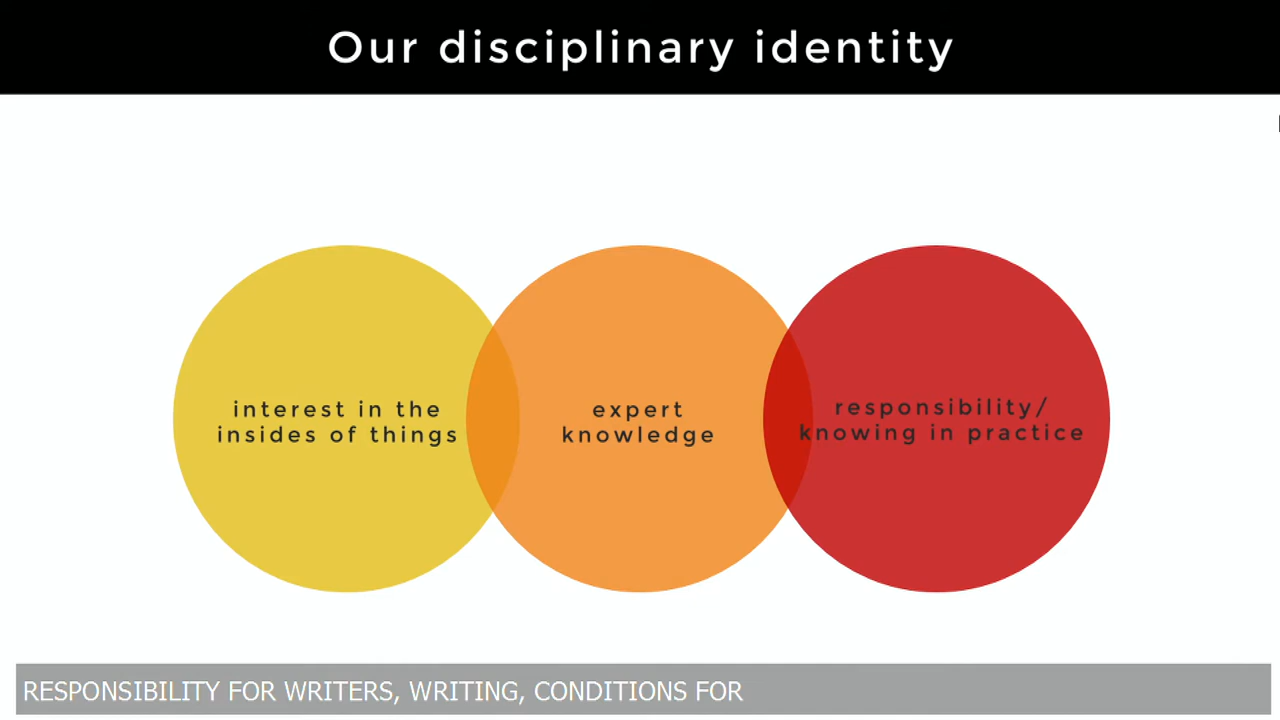 Our disciplinary identity
interest in the
insides of things
expert
knowledge
responsibility/
knowing in practice
RESPONSIBILITY FOR WRITERS, WRITING, CONDITIONS FOR